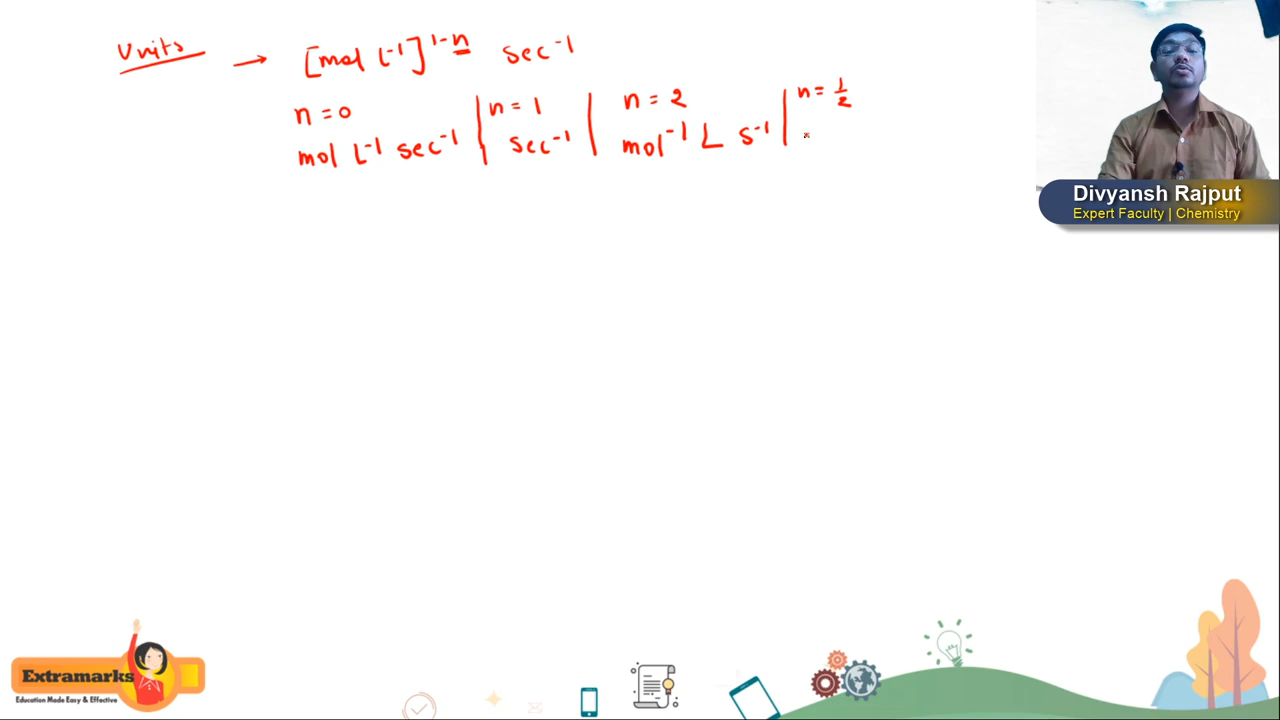 Units → [mol L⁻¹]¹⁻ⁿ sec⁻¹
n = 0 | n = 1 | n = 2 | n = 1/2
mol L⁻¹ sec⁻¹ | sec⁻¹ | mol⁻¹ L s⁻¹ |
Divyansh Rajput
Expert Faculty | Chemistry
Extramarks
Education Made Easy & Effective